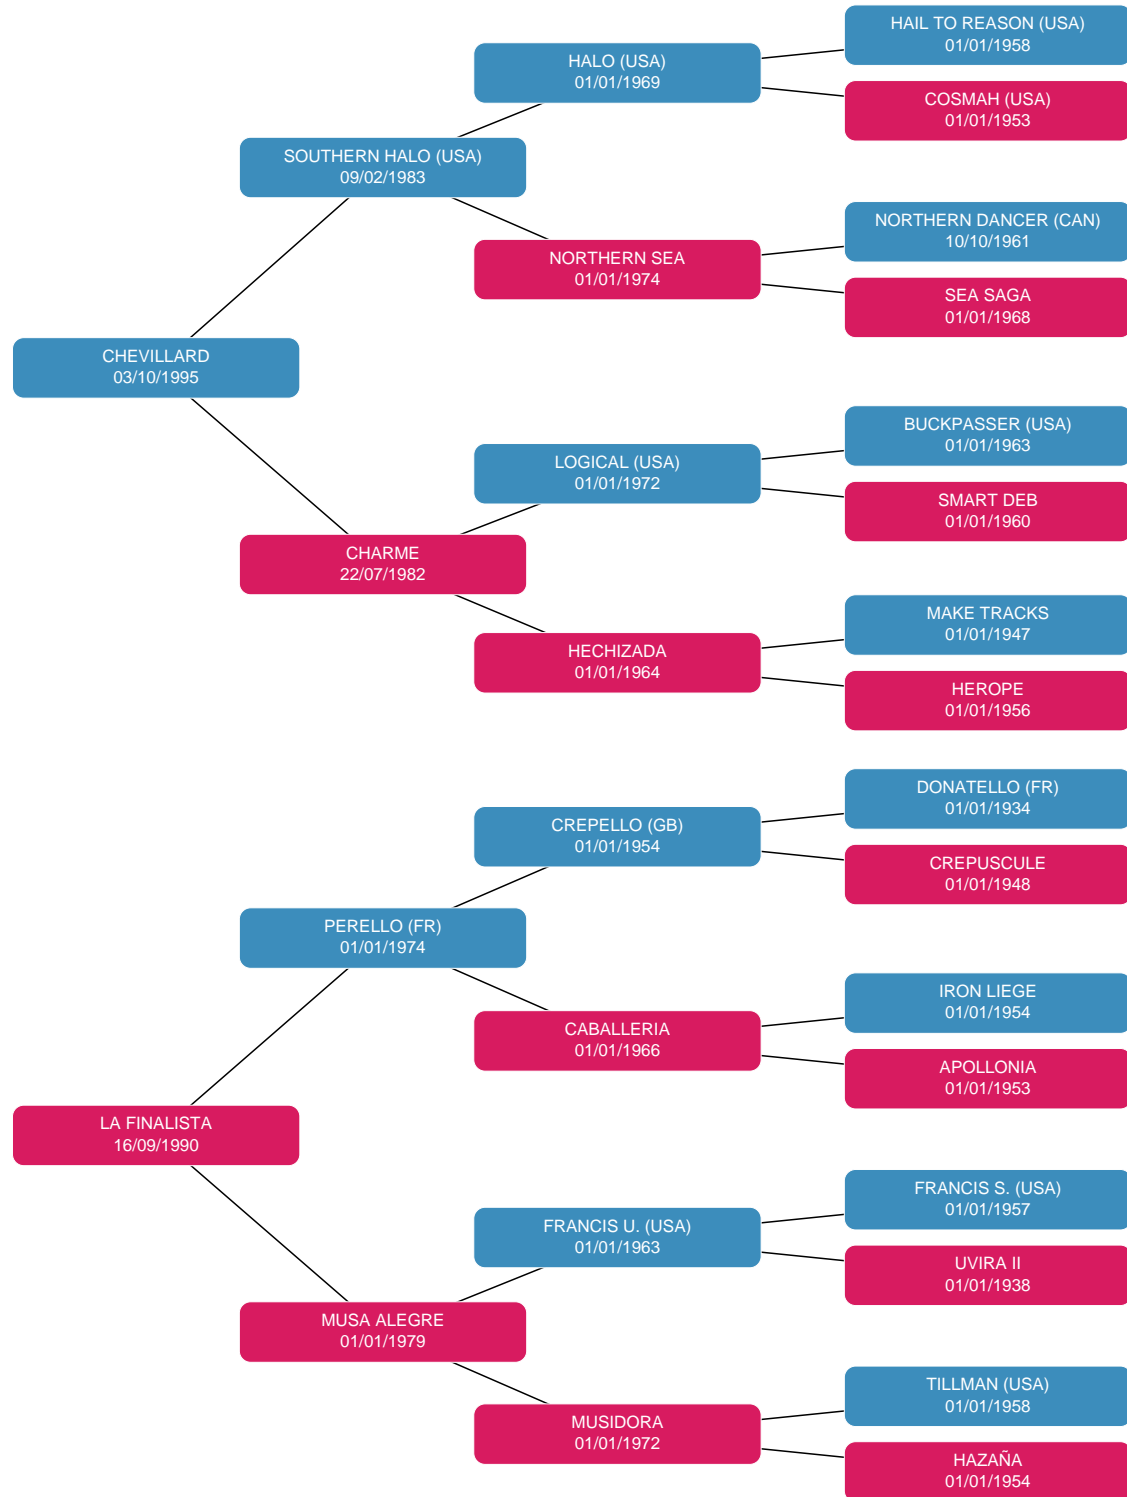 HAIL TO REASON (USA)
01/01/1958
HALO (USA)
01/01/1969
COSMAH (USA)
01/01/1953
SOUTHERN HALO (USA)
09/02/1983
NORTHERN DANCER (CAN)
10/10/1961
NORTHERN SEA
01/01/1974
SEA SAGA
01/01/1968
CHEVILLARD
03/10/1995
BUCKPASSER (USA)
01/01/1963
LOGICAL (USA)
01/01/1972
SMART DEB
01/01/1960
CHARME
22/07/1982
MAKE TRACKS
01/01/1947
HECHIZADA
01/01/1964
HEROPE
01/01/1956
DONATELLO (FR)
01/01/1934
CREPELLO (GB)
01/01/1954
CREPUSCULE
01/01/1948
PERELLO (FR)
01/01/1974
IRON LIEGE
01/01/1954
CABALLERIA
01/01/1966
APOLLONIA
01/01/1953
LA FINALISTA
16/09/1990
FRANCIS S. (USA)
01/01/1957
FRANCIS U. (USA)
01/01/1963
UVIRA II
01/01/1938
MUSA ALEGRE
01/01/1979
TILLMAN (USA)
01/01/1958
MUSIDORA
01/01/1972
HAZAÑA
01/01/1954